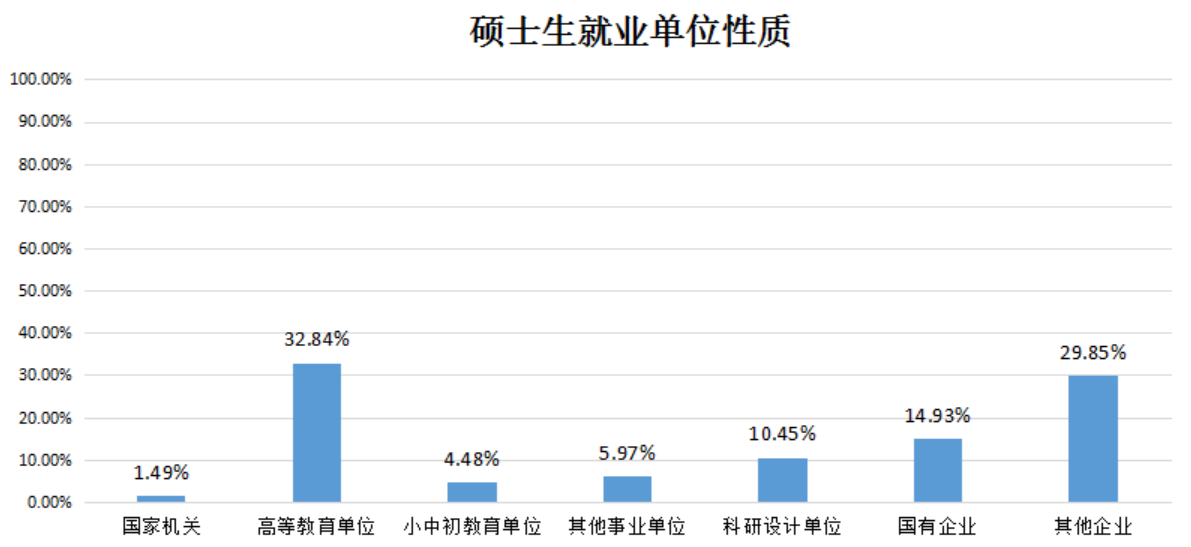 硕士生就业单位性质
100.00%
90.00%
80.00%
70.00%
60.00%
50.00%
40.00%
30.00%
20.00%
10.00%
0.00%
1.49%
32.84%
4.48%
5.97%
10.45%
14.93%
29.85%
国家机关
高等教育单位
小中初教育单位
其他事业单位
科研设计单位
国有企业
其他企业